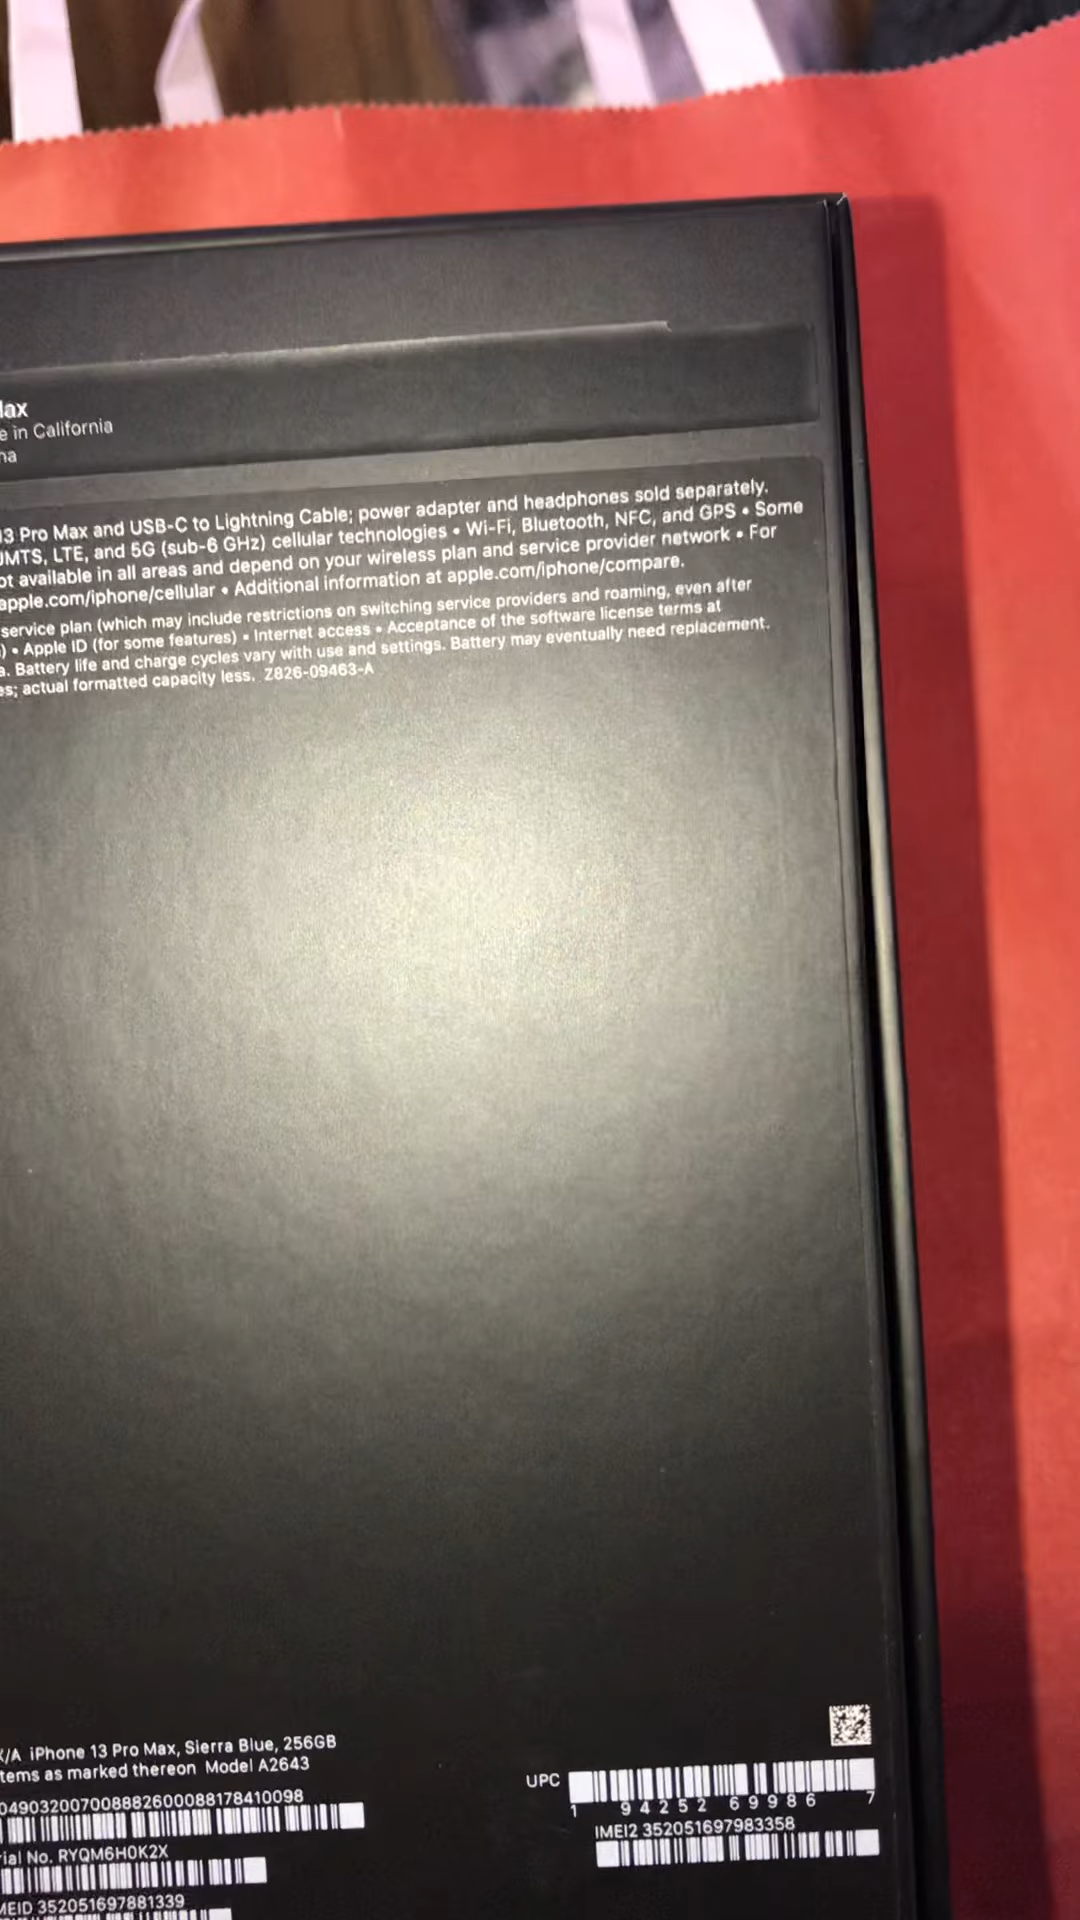 Max
e in California
na
13 Pro Max and USB-C to Lightning Cable; power adapter and headphones sold separately.
UMTS, LTE, and 5G (sub-6 GHz) cellular technologies • Wi-Fi, Bluetooth, NFC, and GPS • Some
ot available in all areas and depend on your wireless plan and service provider network • For
apple.com/iphone/cellular • Additional information at apple.com/iphone/compare.
service plan (which may include restrictions on switching service providers and roaming, even after
) • Apple ID (for some features) • Internet access • Acceptance of the software license terms at
a. Battery life and charge cycles vary with use and settings. Battery may eventually need replacement.
es; actual formatted capacity less. Z826-09463-A
/A iPhone 13 Pro Max, Sierra Blue, 256GB
tems as marked thereon Model A2643
04903200700888260008817841009​8
rial No. RYQM6H0K2X
MEID 352051697881339
UPC
1 94252 69986 7
IMEI2 352051697983358